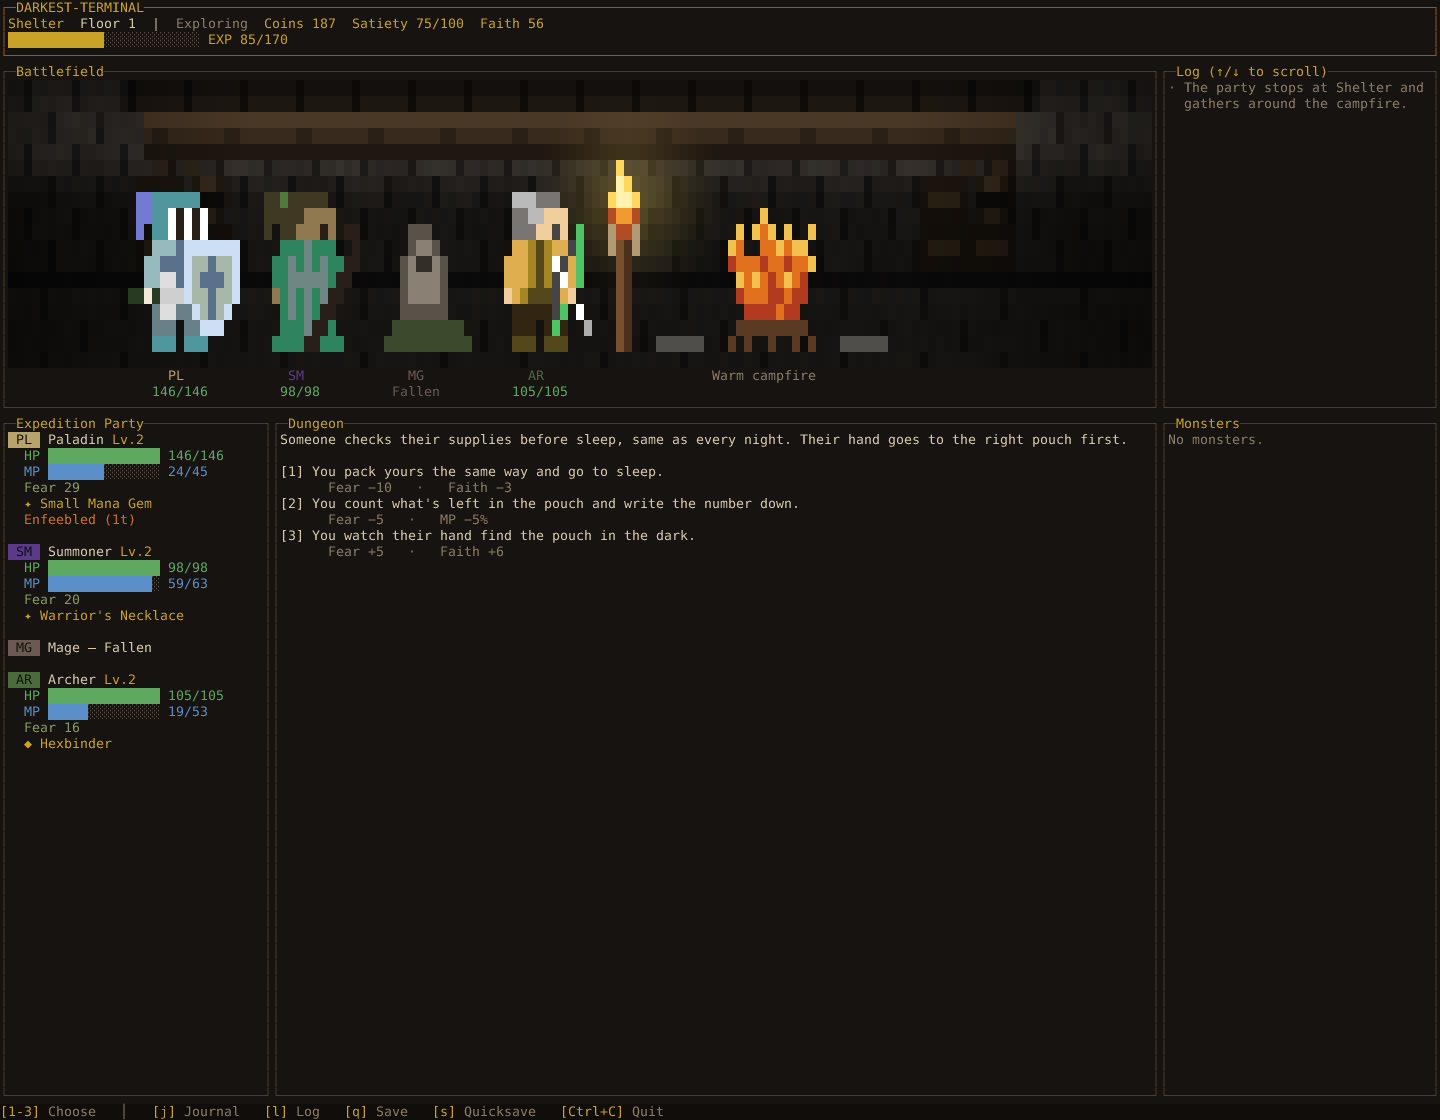 DARKEST-TERMINAL
Shelter  Floor 1  |  Exploring  Coins 187  Satiety 75/100  Faith 56
EXP 85/170
Battlefield
PL
146/146
SM
98/98
MG
Fallen
AR
105/105
Warm campfire
Log (↑/↓ to scroll)
· The party stops at Shelter and
gathers around the campfire.
Expedition Party
PL Paladin Lv.2
HP 146/146
MP 24/45
Fear 29
✦ Small Mana Gem
Enfeebled (1t)
SM Summoner Lv.2
HP 98/98
MP 59/63
Fear 20
✦ Warrior's Necklace
MG Mage — Fallen
AR Archer Lv.2
HP 105/105
MP 19/53
Fear 16
◆ Hexbinder
Dungeon
Someone checks their supplies before sleep, same as every night. Their hand goes to the right pouch first.
[1] You pack yours the same way and go to sleep.
Fear −10  ·  Faith −3
[2] You count what's left in the pouch and write the number down.
Fear −5  ·  MP −5%
[3] You watch their hand find the pouch in the dark.
Fear +5  ·  Faith +6
Monsters
No monsters.
[1-3] Choose  │  [j] Journal  [l] Log  [q] Save  [s] Quicksave  [Ctrl+C] Quit